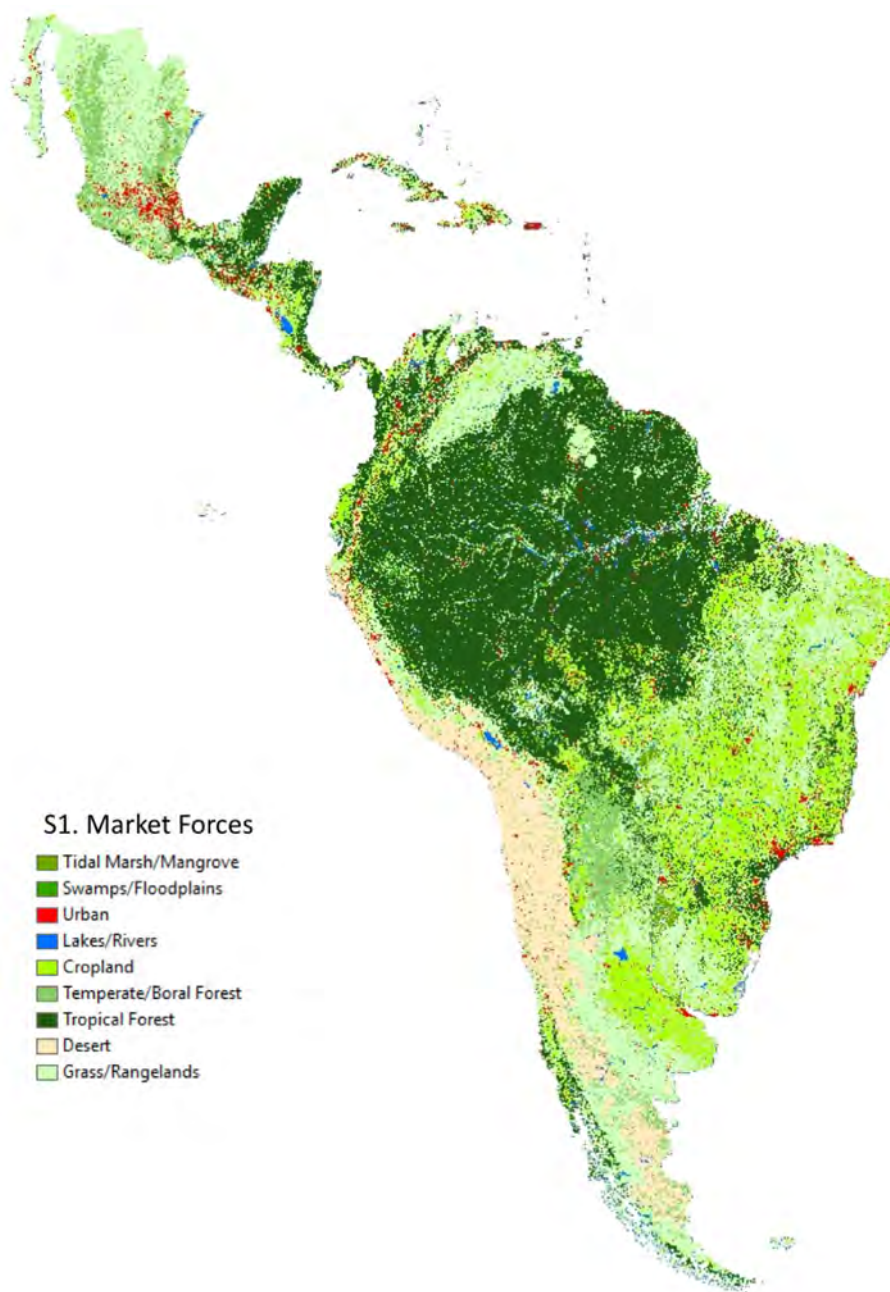 S1. Market Forces
Tidal Marsh/Mangrove
Swamps/Floodplains
Urban
Lakes/Rivers
Cropland
Temperate/Boral Forest
Tropical Forest
Desert
Grass/Rangelands